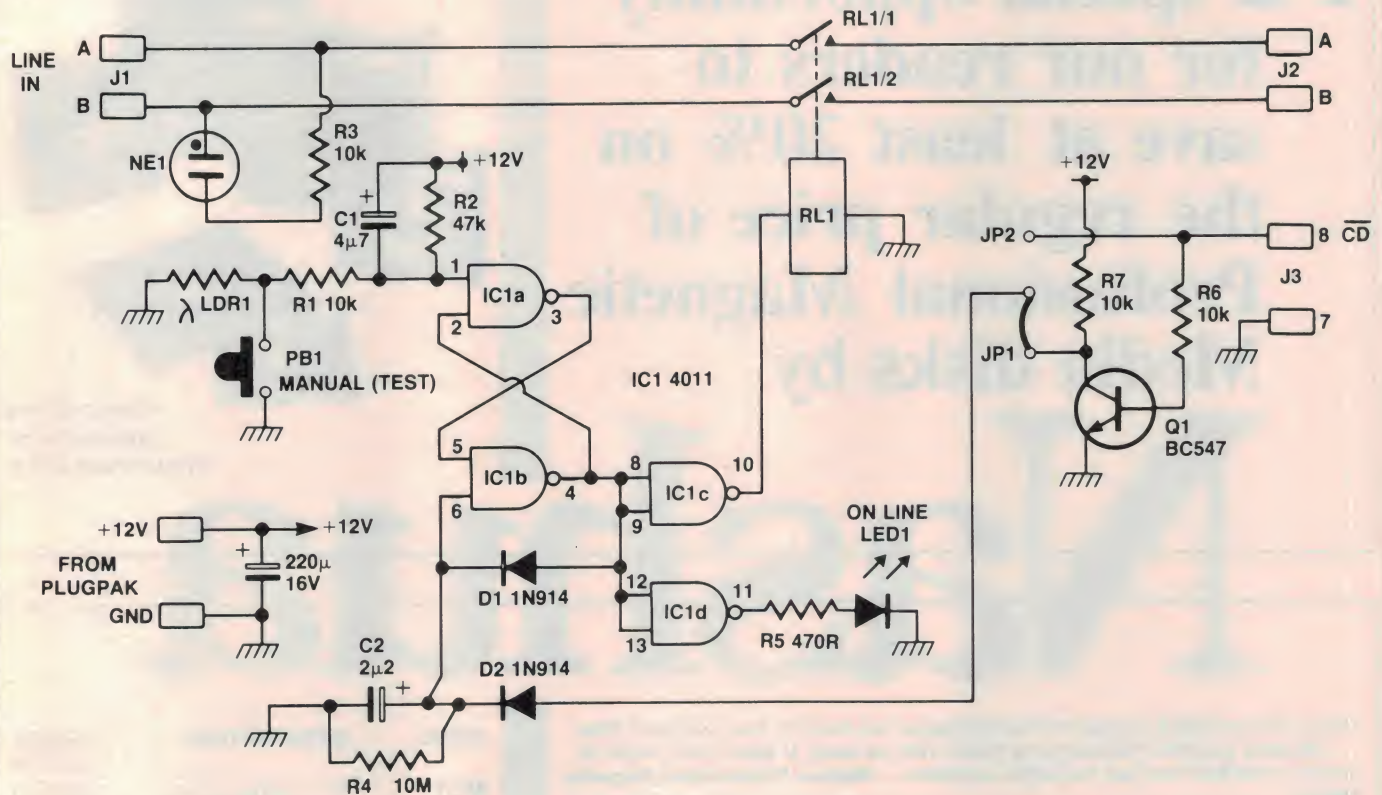 LINE
IN
A
J1
B
NE1
R3
10k
RL1/1
RL1/2
A
J2
B
+12V
C1
4μ7
R2
47k
RL1
+12V
JP2
R7
10k
R6
10k
8 CD
J3
7
JP1
Q1
BC547
LDR1
λ
R1 10k
1
IC1a
3
2
PB1
MANUAL (TEST)
IC1 4011
5
IC1b
4
6
8
IC1c
10
9
ON LINE
LED1
+12V
+12V
FROM
PLUGPAK
220μ
16V
GND
D1 1N914
12
IC1d
11
13
R5 470R
C2
2μ2
+
D2 1N914
R4 10M